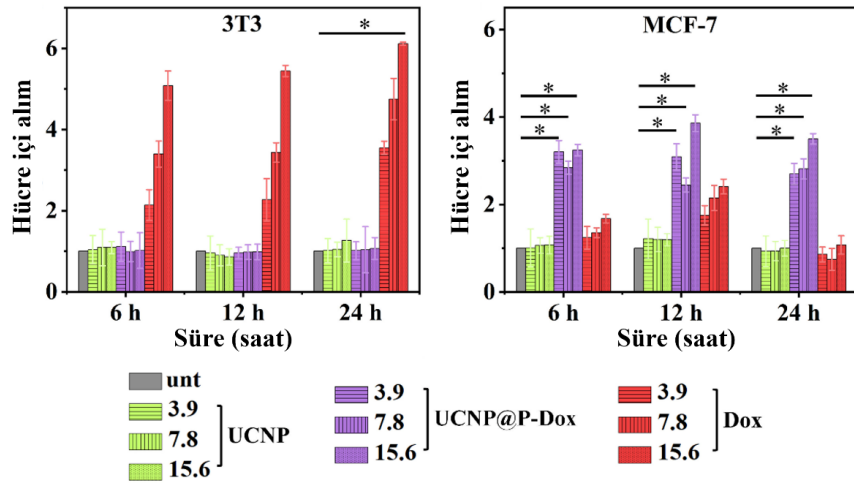 3T3
*
Hücre içi alım
6
4
2
0
6 h 12 h 24 h
Süre (saat)
MCF-7
* * *
* * *
* * *
Hücre içi alım
6
4
2
0
6 h 12 h 24 h
Süre (saat)
unt
3.9
7.8
15.6
UCNP
3.9
7.8
15.6
UCNP@P-Dox
3.9
7.8
15.6
Dox